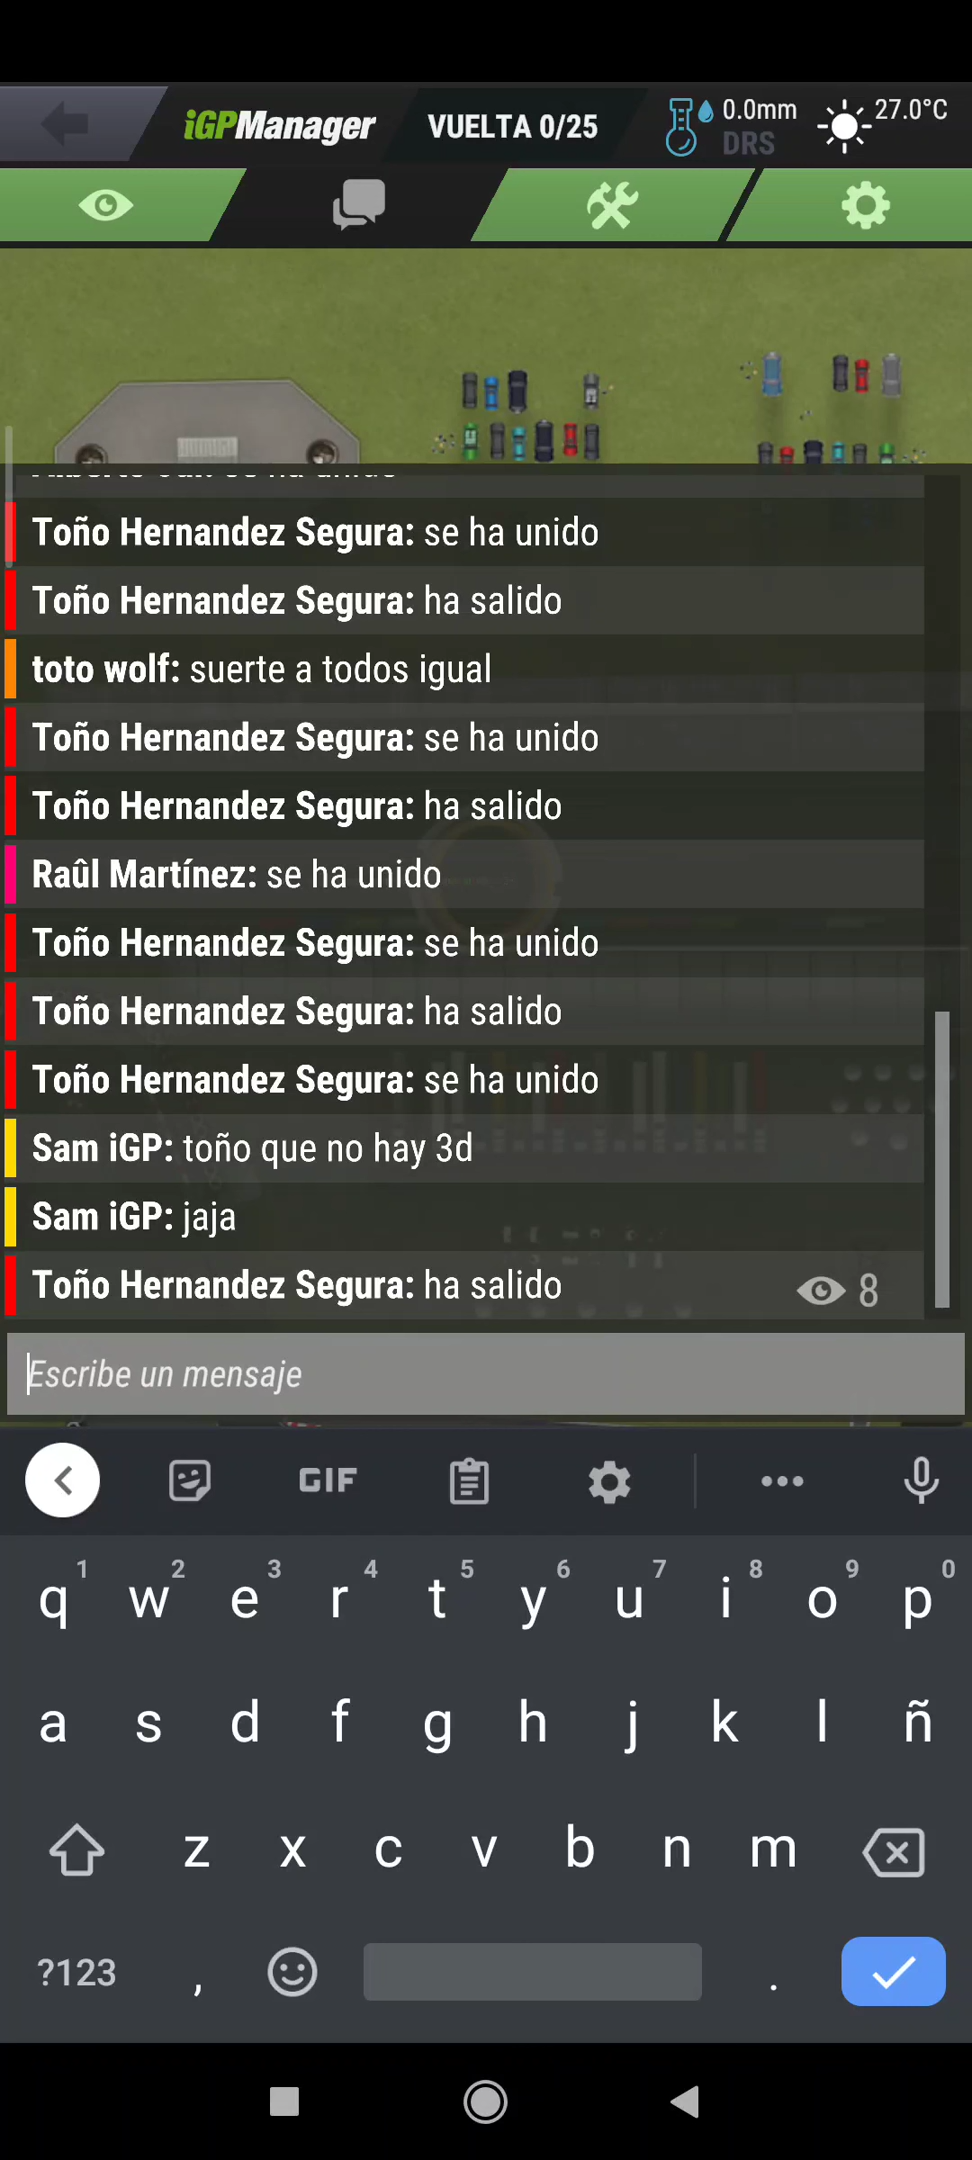 iGPManager
VUELTA 0/25
0.0mm
DRS
27.0°C
Toño Hernandez Segura: se ha unido
Toño Hernandez Segura: ha salido
toto wolf: suerte a todos igual
Toño Hernandez Segura: se ha unido
Toño Hernandez Segura: ha salido
Raûl Martínez: se ha unido
Toño Hernandez Segura: se ha unido
Toño Hernandez Segura: ha salido
Toño Hernandez Segura: se ha unido
Sam iGP: toño que no hay 3d
Sam iGP: jaja
Toño Hernandez Segura: ha salido
8
Escribe un mensaje
GIF
1 2 3 4 5 6 7 8 9 0
q w e r t y u i o p
a s d f g h j k l ñ
z x c v b n m
?123 , .